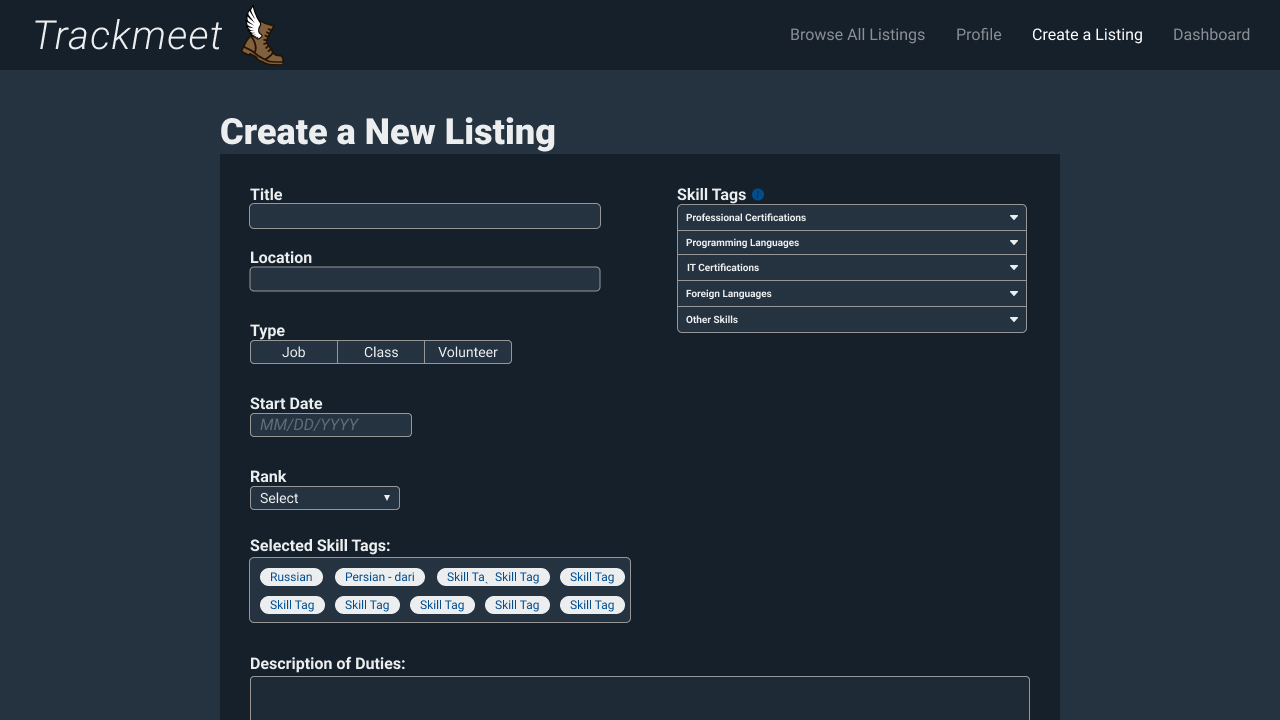 Trackmeet
Browse All Listings Profile Create a Listing Dashboard
Create a New Listing
Title
Location
Type
Job Class Volunteer
Start Date
MM/DD/YYYY
Rank
Select
Selected Skill Tags:
Russian Persian - dari Skill Ta Skill Tag Skill Tag
Skill Tag Skill Tag Skill Tag Skill Tag Skill Tag
Description of Duties:
Skill Tags
Professional Certifications
Programming Languages
IT Certifications
Foreign Languages
Other Skills